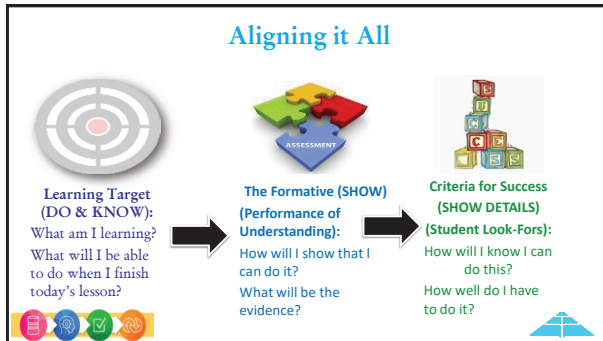 Aligning it All
ASSESSMENT
Learning Target
(DO & KNOW):
What am I learning?
What will I be able
to do when I finish
today's lesson?
The Formative (SHOW)
(Performance of
Understanding):
How will I show that I
can do it?
What will be the
evidence?
S
U
C
C
E
S
S
Criteria for Success
(SHOW DETAILS)
(Student Look-Fors):
How will I know I can
do this?
How well do I have
to do it?